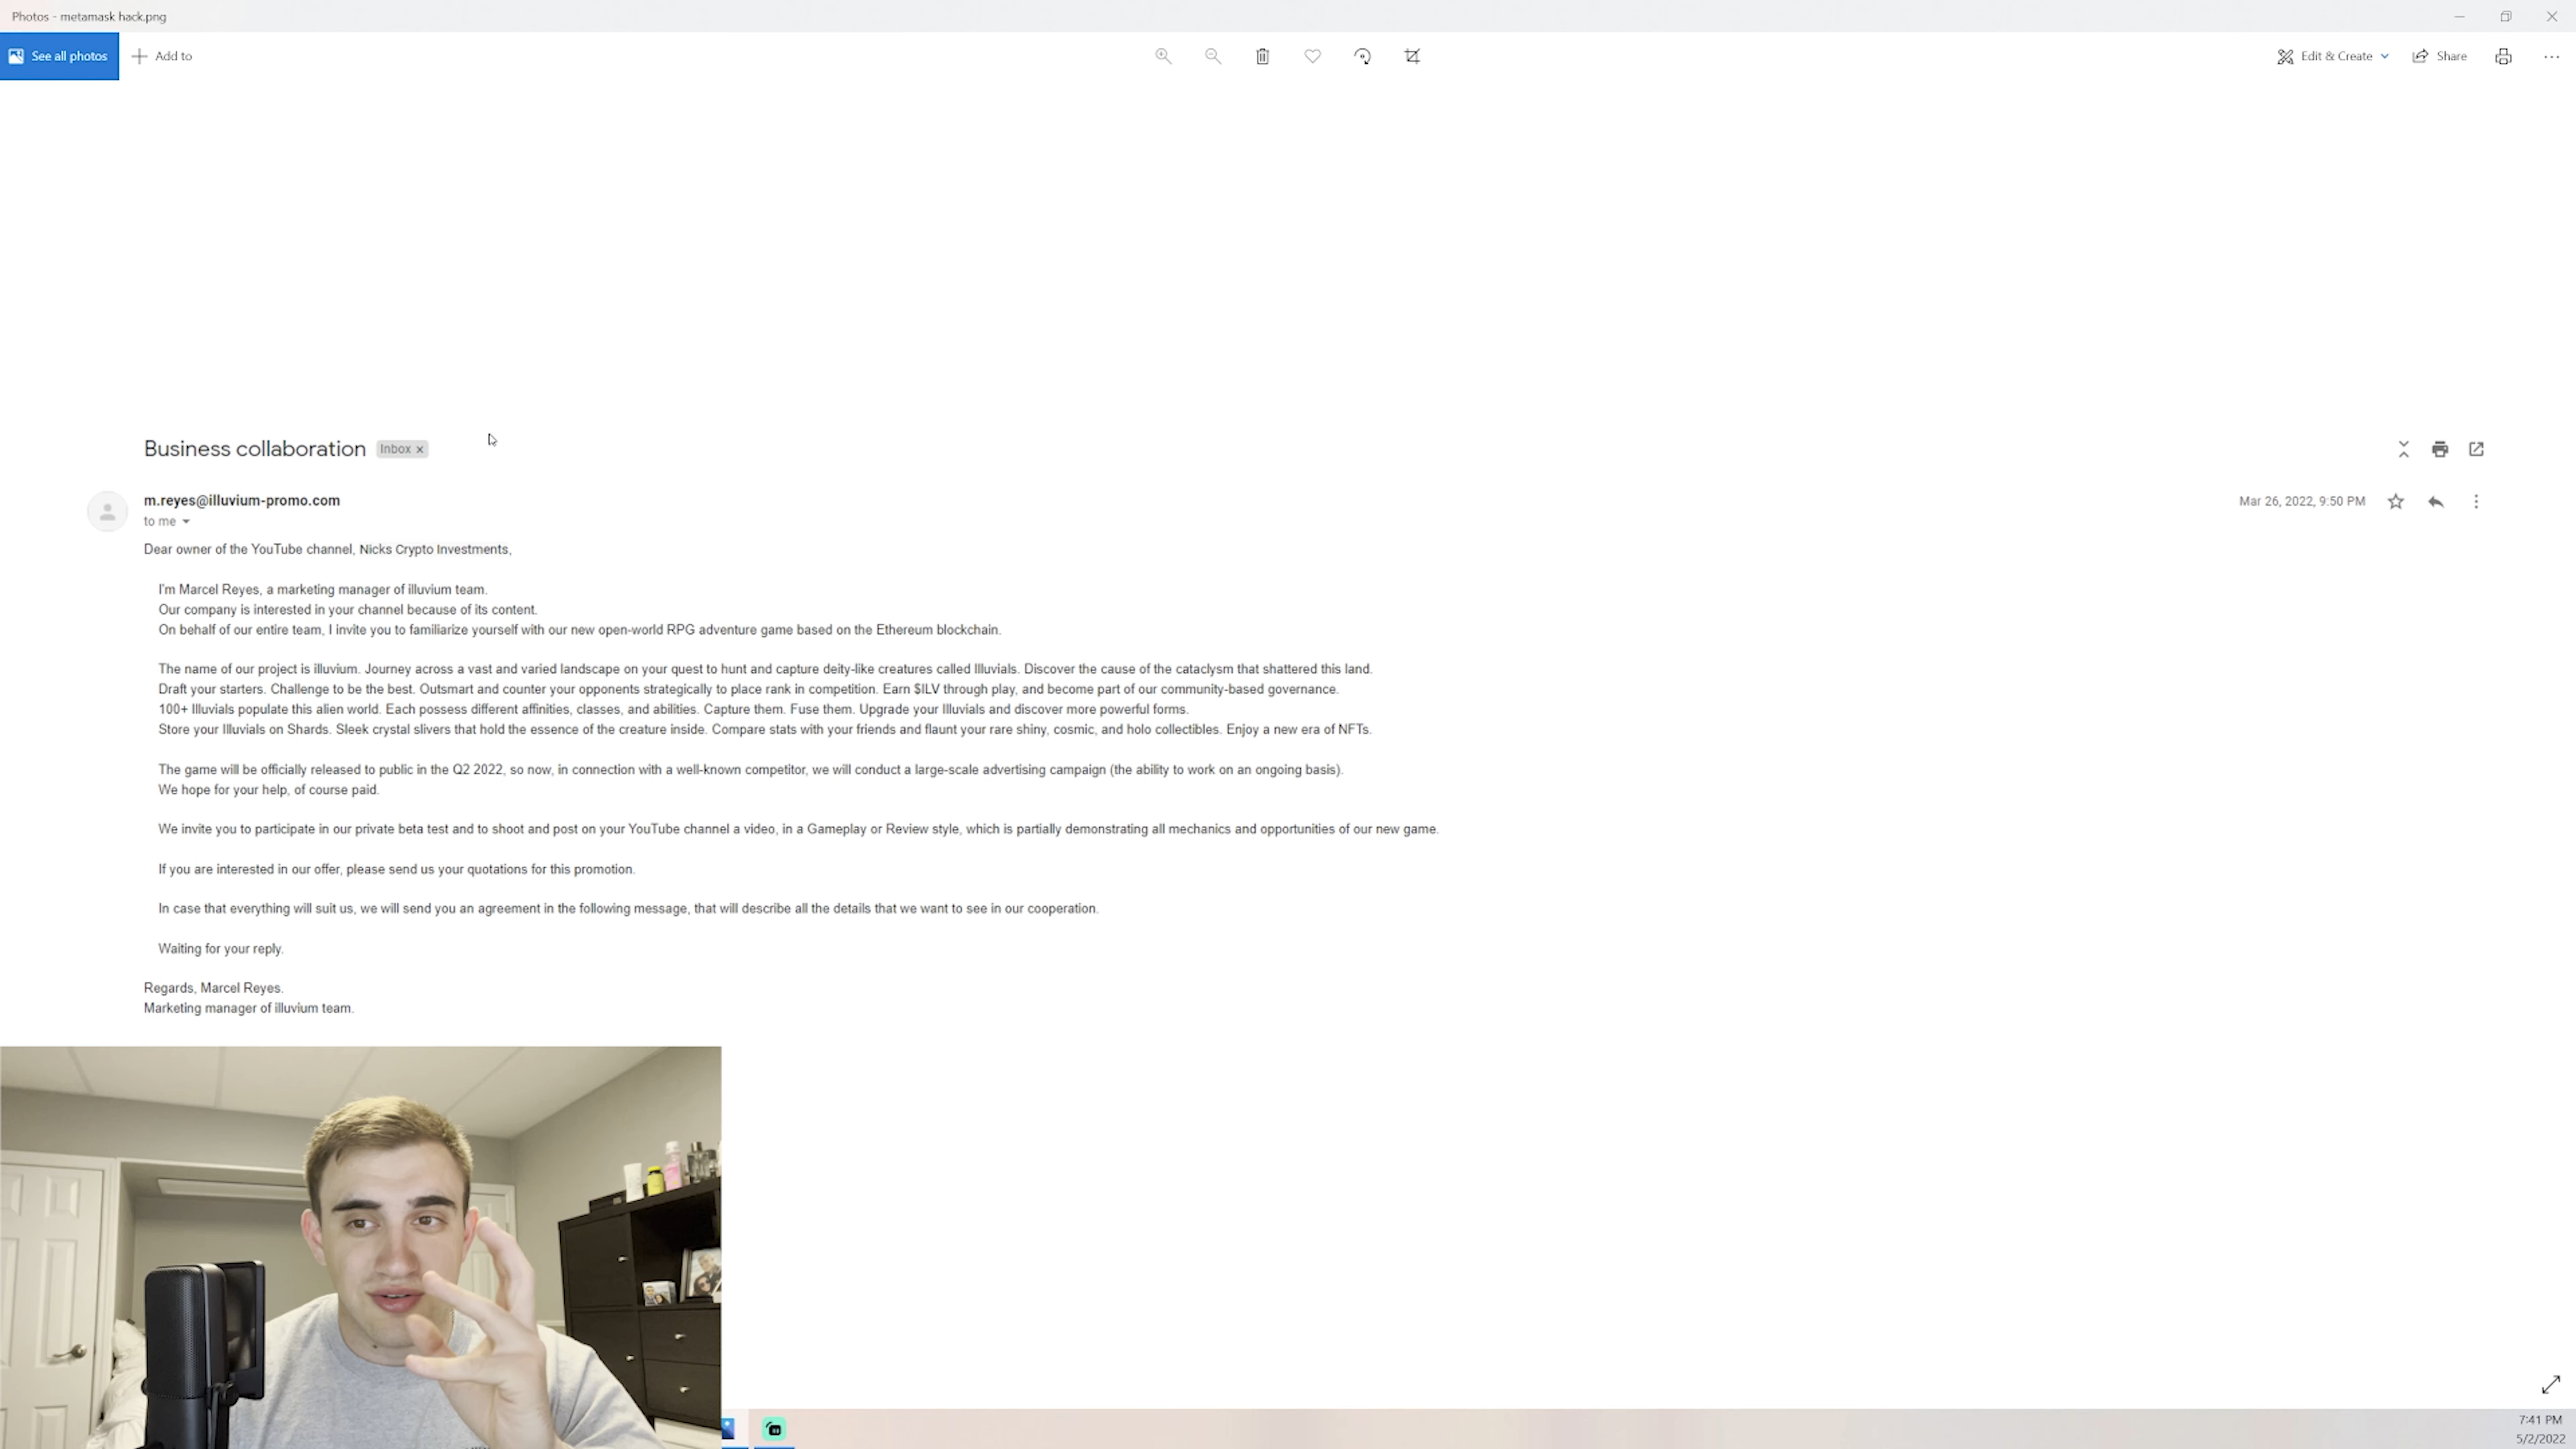 Photos - metamask hack.png
See all photos
Add to
Edit & Create
Share
Business collaboration Inbox x
m.reyes@illuvium-promo.com
Mar 26, 2022, 9:50 PM
to me
Dear owner of the YouTube channel, Nicks Crypto Investments,
I'm Marcel Reyes, a marketing manager of illuvium team.
Our company is interested in your channel because of its content.
On behalf of our entire team, I invite you to familiarize yourself with our new open-world RPG adventure game based on the Ethereum blockchain.
The name of our project is illuvium. Journey across a vast and varied landscape on your quest to hunt and capture deity-like creatures called Illuvials. Discover the cause of the cataclysm that shattered this land.
Draft your starters. Challenge to be the best. Outsmart and counter your opponents strategically to place rank in competition. Earn $ILV through play, and become part of our community-based governance.
100+ Illuvials populate this alien world. Each possess different affinities, classes, and abilities. Capture them. Fuse them. Upgrade your Illuvials and discover more powerful forms.
Store your Illuvials on Shards. Sleek crystal slivers that hold the essence of the creature inside. Compare stats with your friends and flaunt your rare shiny, cosmic, and holo collectibles. Enjoy a new era of NFTs.
The game will be officially released to public in the Q2 2022, so now, in connection with a well-known competitor, we will conduct a large-scale advertising campaign (the ability to work on an ongoing basis).
We hope for your help, of course paid.
We invite you to participate in our private beta test and to shoot and post on your YouTube channel a video, in a Gameplay or Review style, which is partially demonstrating all mechanics and opportunities of our new game.
If you are interested in our offer, please send us your quotations for this promotion.
In case that everything will suit us, we will send you an agreement in the following message, that will describe all the details that we want to see in our cooperation.
Waiting for your reply.
Regards, Marcel Reyes.
Marketing manager of illuvium team.
7:41 PM
5/2/2022